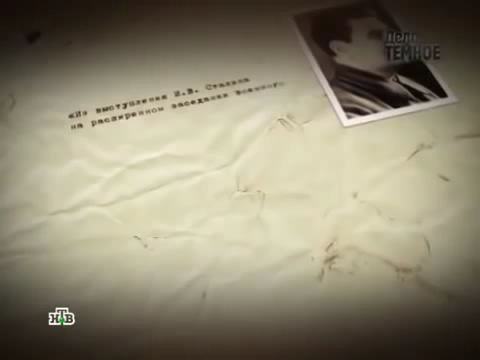 Дело
ТЕМНОЕ
«Из выступления И.В. Сталина
на расширенном заседании Военного
НТВ